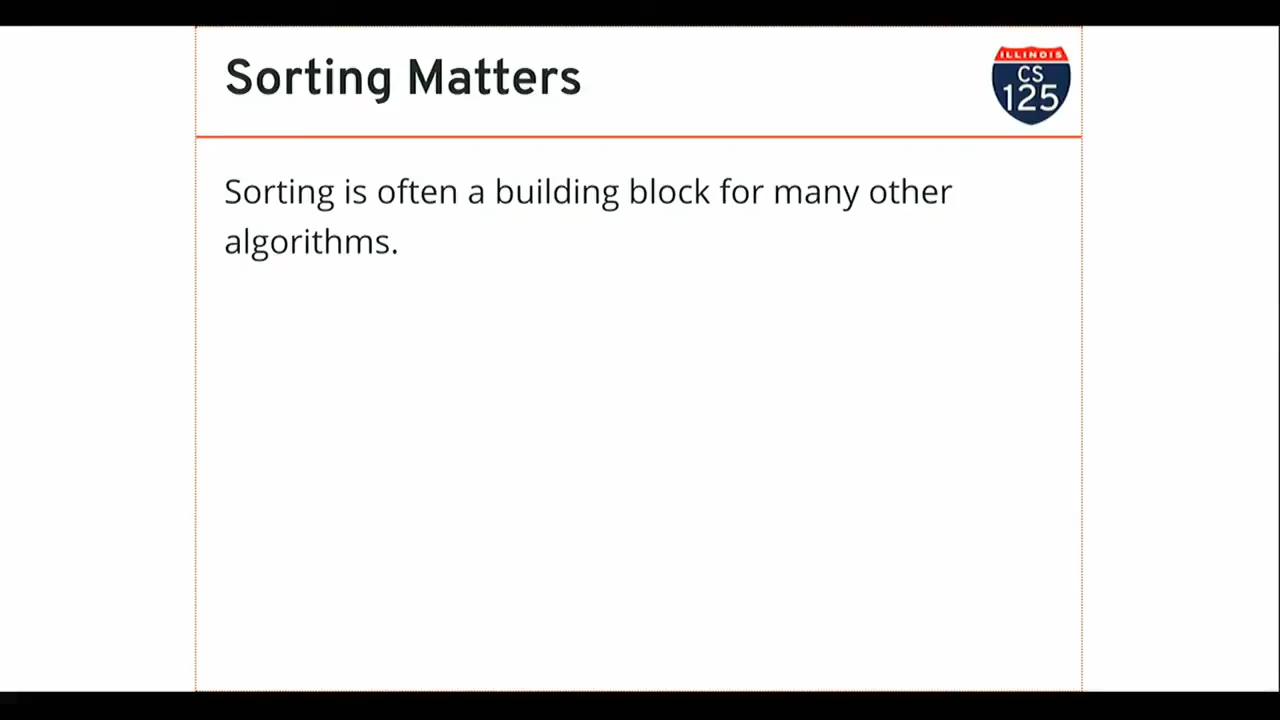 Sorting Matters
ILLINOIS
CS
125
Sorting is often a building block for many other
algorithms.